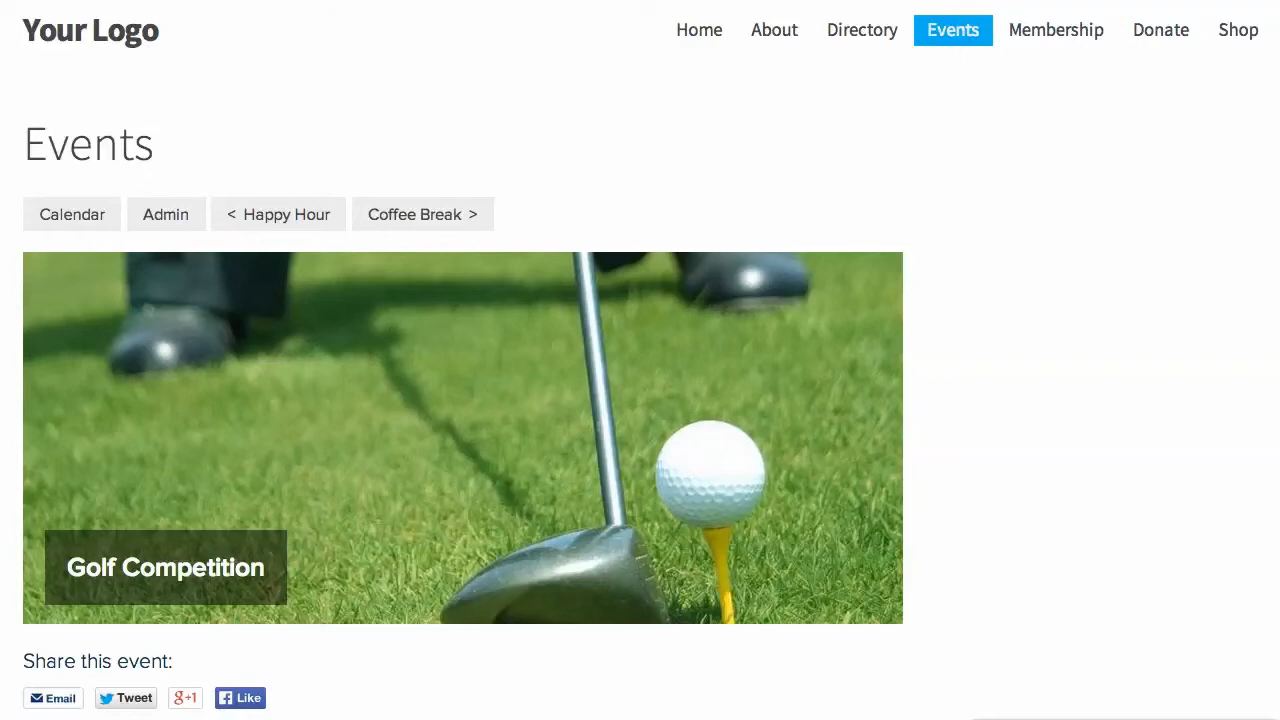 Your Logo
Home About Directory Events Membership Donate Shop
Events
Calendar Admin < Happy Hour Coffee Break >
Golf Competition
Share this event:
Email Tweet g+1 Like